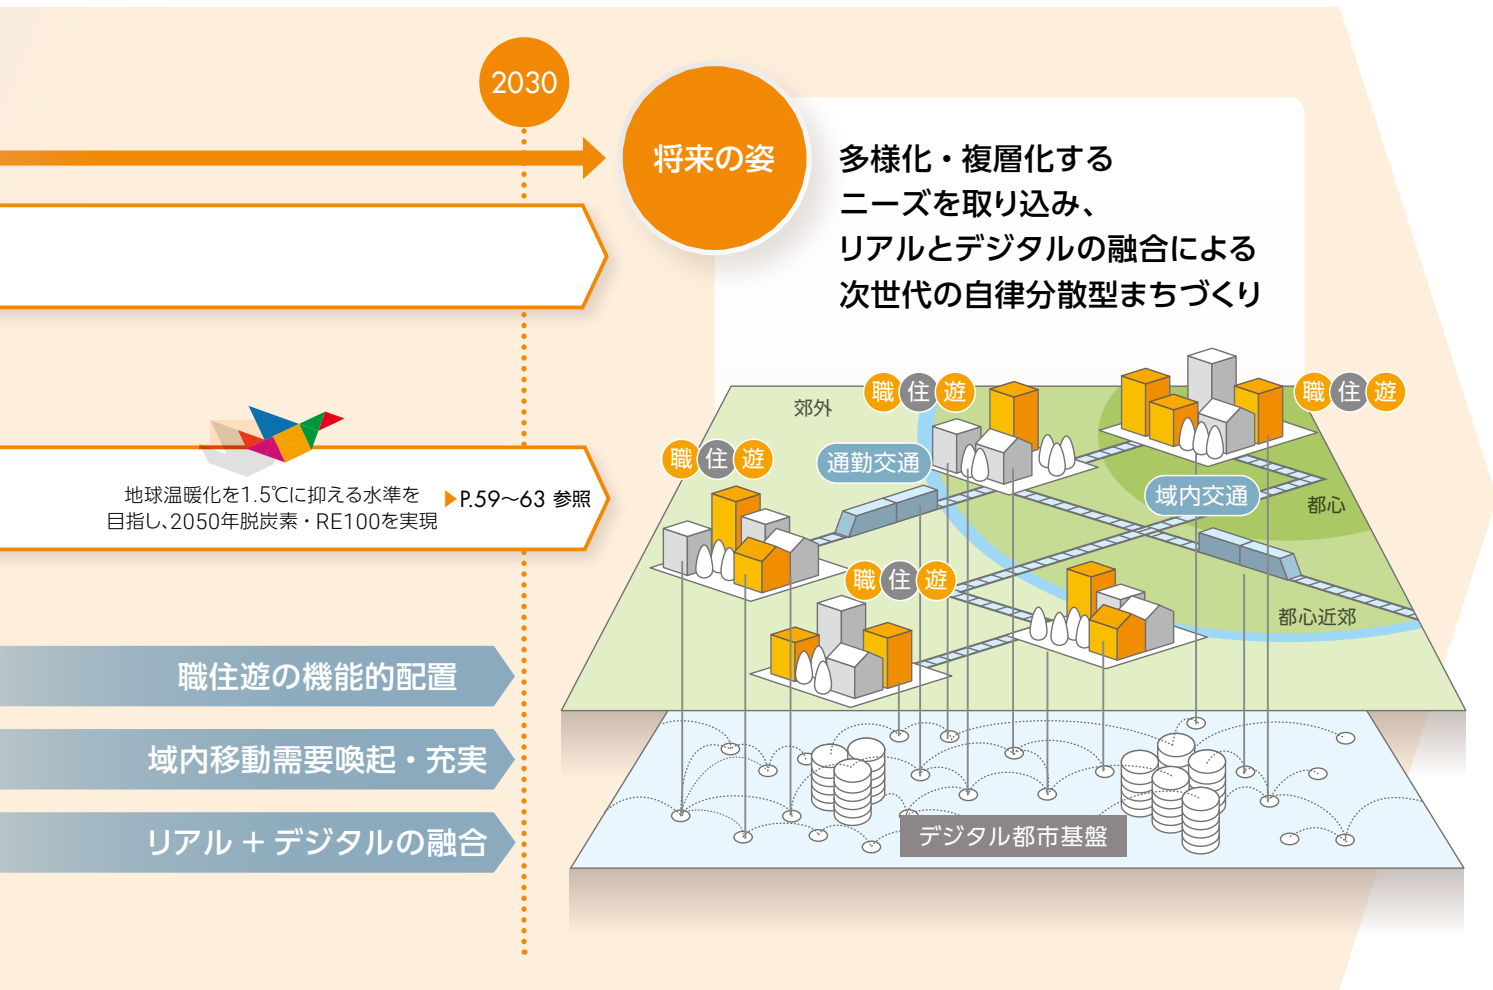 2030
将来の姿
多様化・複層化する
ニーズを取り込み、
リアルとデジタルの融合による
次世代の自律分散型まちづくり
地球温暖化を1.5℃に抑える水準を
目指し、2050年脱炭素・RE100を実現
▶P.59〜63 参照
職住遊の機能的配置
域内移動需要喚起・充実
リアル＋デジタルの融合
郊外
職 住 遊
職 住 遊
職 住 遊
通勤交通
域内交通
都心
職 住 遊
都心近郊
デジタル都市基盤